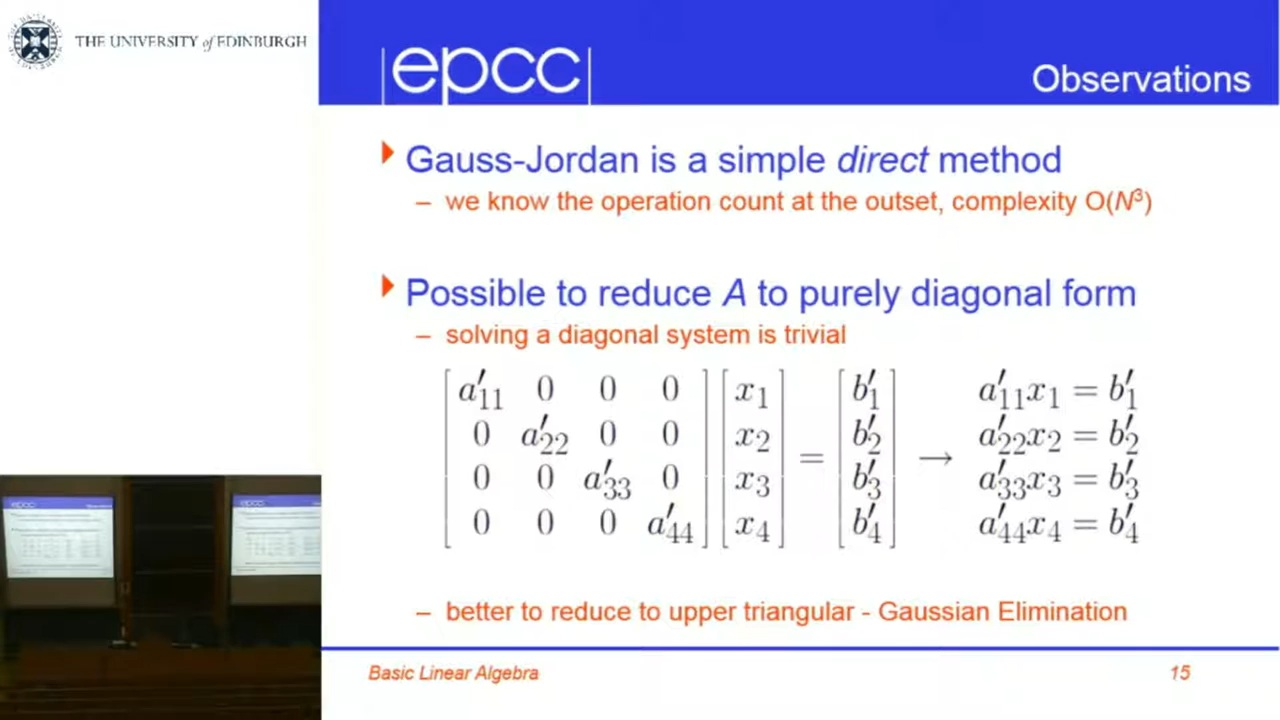 THE UNIVERSITY of EDINBURGH
epcc
Observations
Gauss-Jordan is a simple direct method
– we know the operation count at the outset, complexity O(N³)
Possible to reduce A to purely diagonal form
– solving a diagonal system is trivial
a′₁₁ 0 0 0 x₁ b′₁ a′₁₁x₁ = b′₁
0 a′₂₂ 0 0 x₂ b′₂ a′₂₂x₂ = b′₂
= →
0 0 a′₃₃ 0 x₃ b′₃ a′₃₃x₃ = b′₃
0 0 0 a′₄₄ x₄ b′₄ a′₄₄x₄ = b′₄
– better to reduce to upper triangular - Gaussian Elimination
Basic Linear Algebra
15